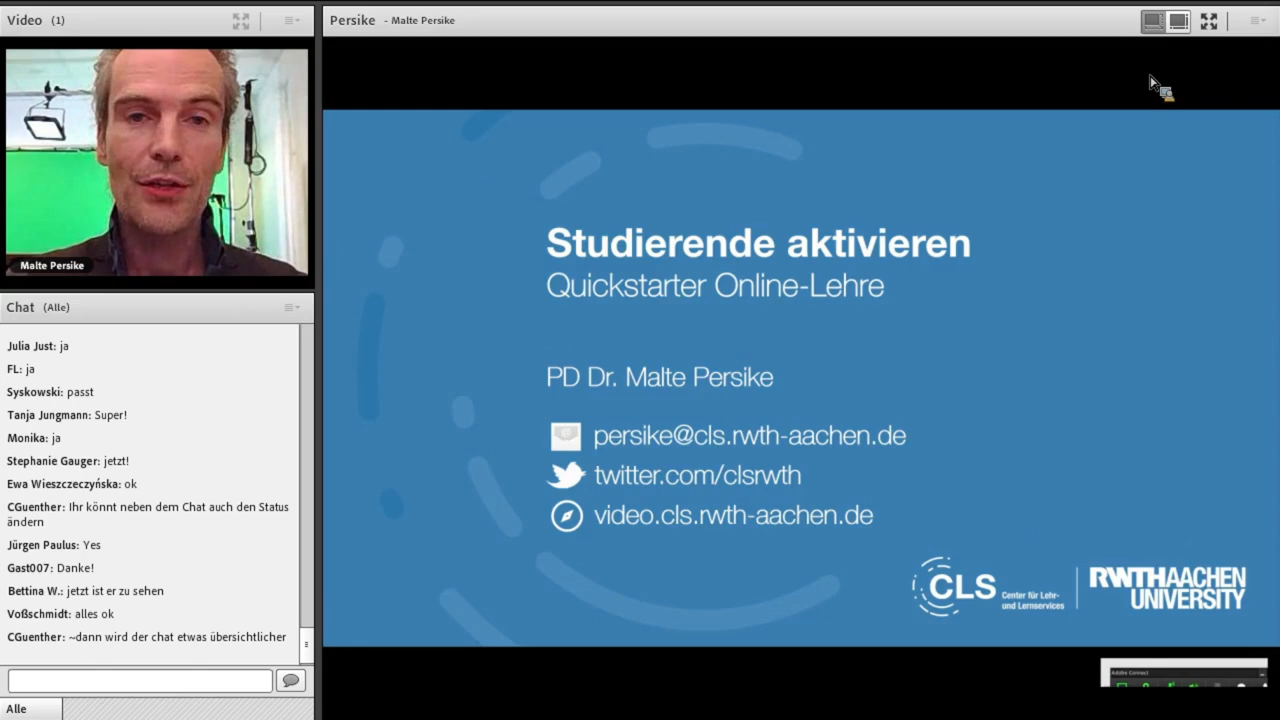 Video (1)
Malte Persike
Chat (Alle)
Julia Just: ja
FL: ja
Syskowski: passt
Tanja Jungmann: Super!
Monika: ja
Stephanie Gauger: jetzt!
Ewa Wieszczeczyńska: ok
CGuenther: Ihr könnt neben dem Chat auch den Status
ändern
Jürgen Paulus: Yes
Gast007: Danke!
Bettina W.: jetzt ist er zu sehen
Voßschmidt: alles ok
CGuenther: ~dann wird der chat etwas übersichtlicher
Alle
Persike - Malte Persike
Studierende aktivieren
Quickstarter Online-Lehre
PD Dr. Malte Persike
persike@cls.rwth-aachen.de
twitter.com/clsrwth
video.cls.rwth-aachen.de
CLS Center für Lehr-
und Lernservices
RWTHAACHEN
UNIVERSITY
Adobe Connect